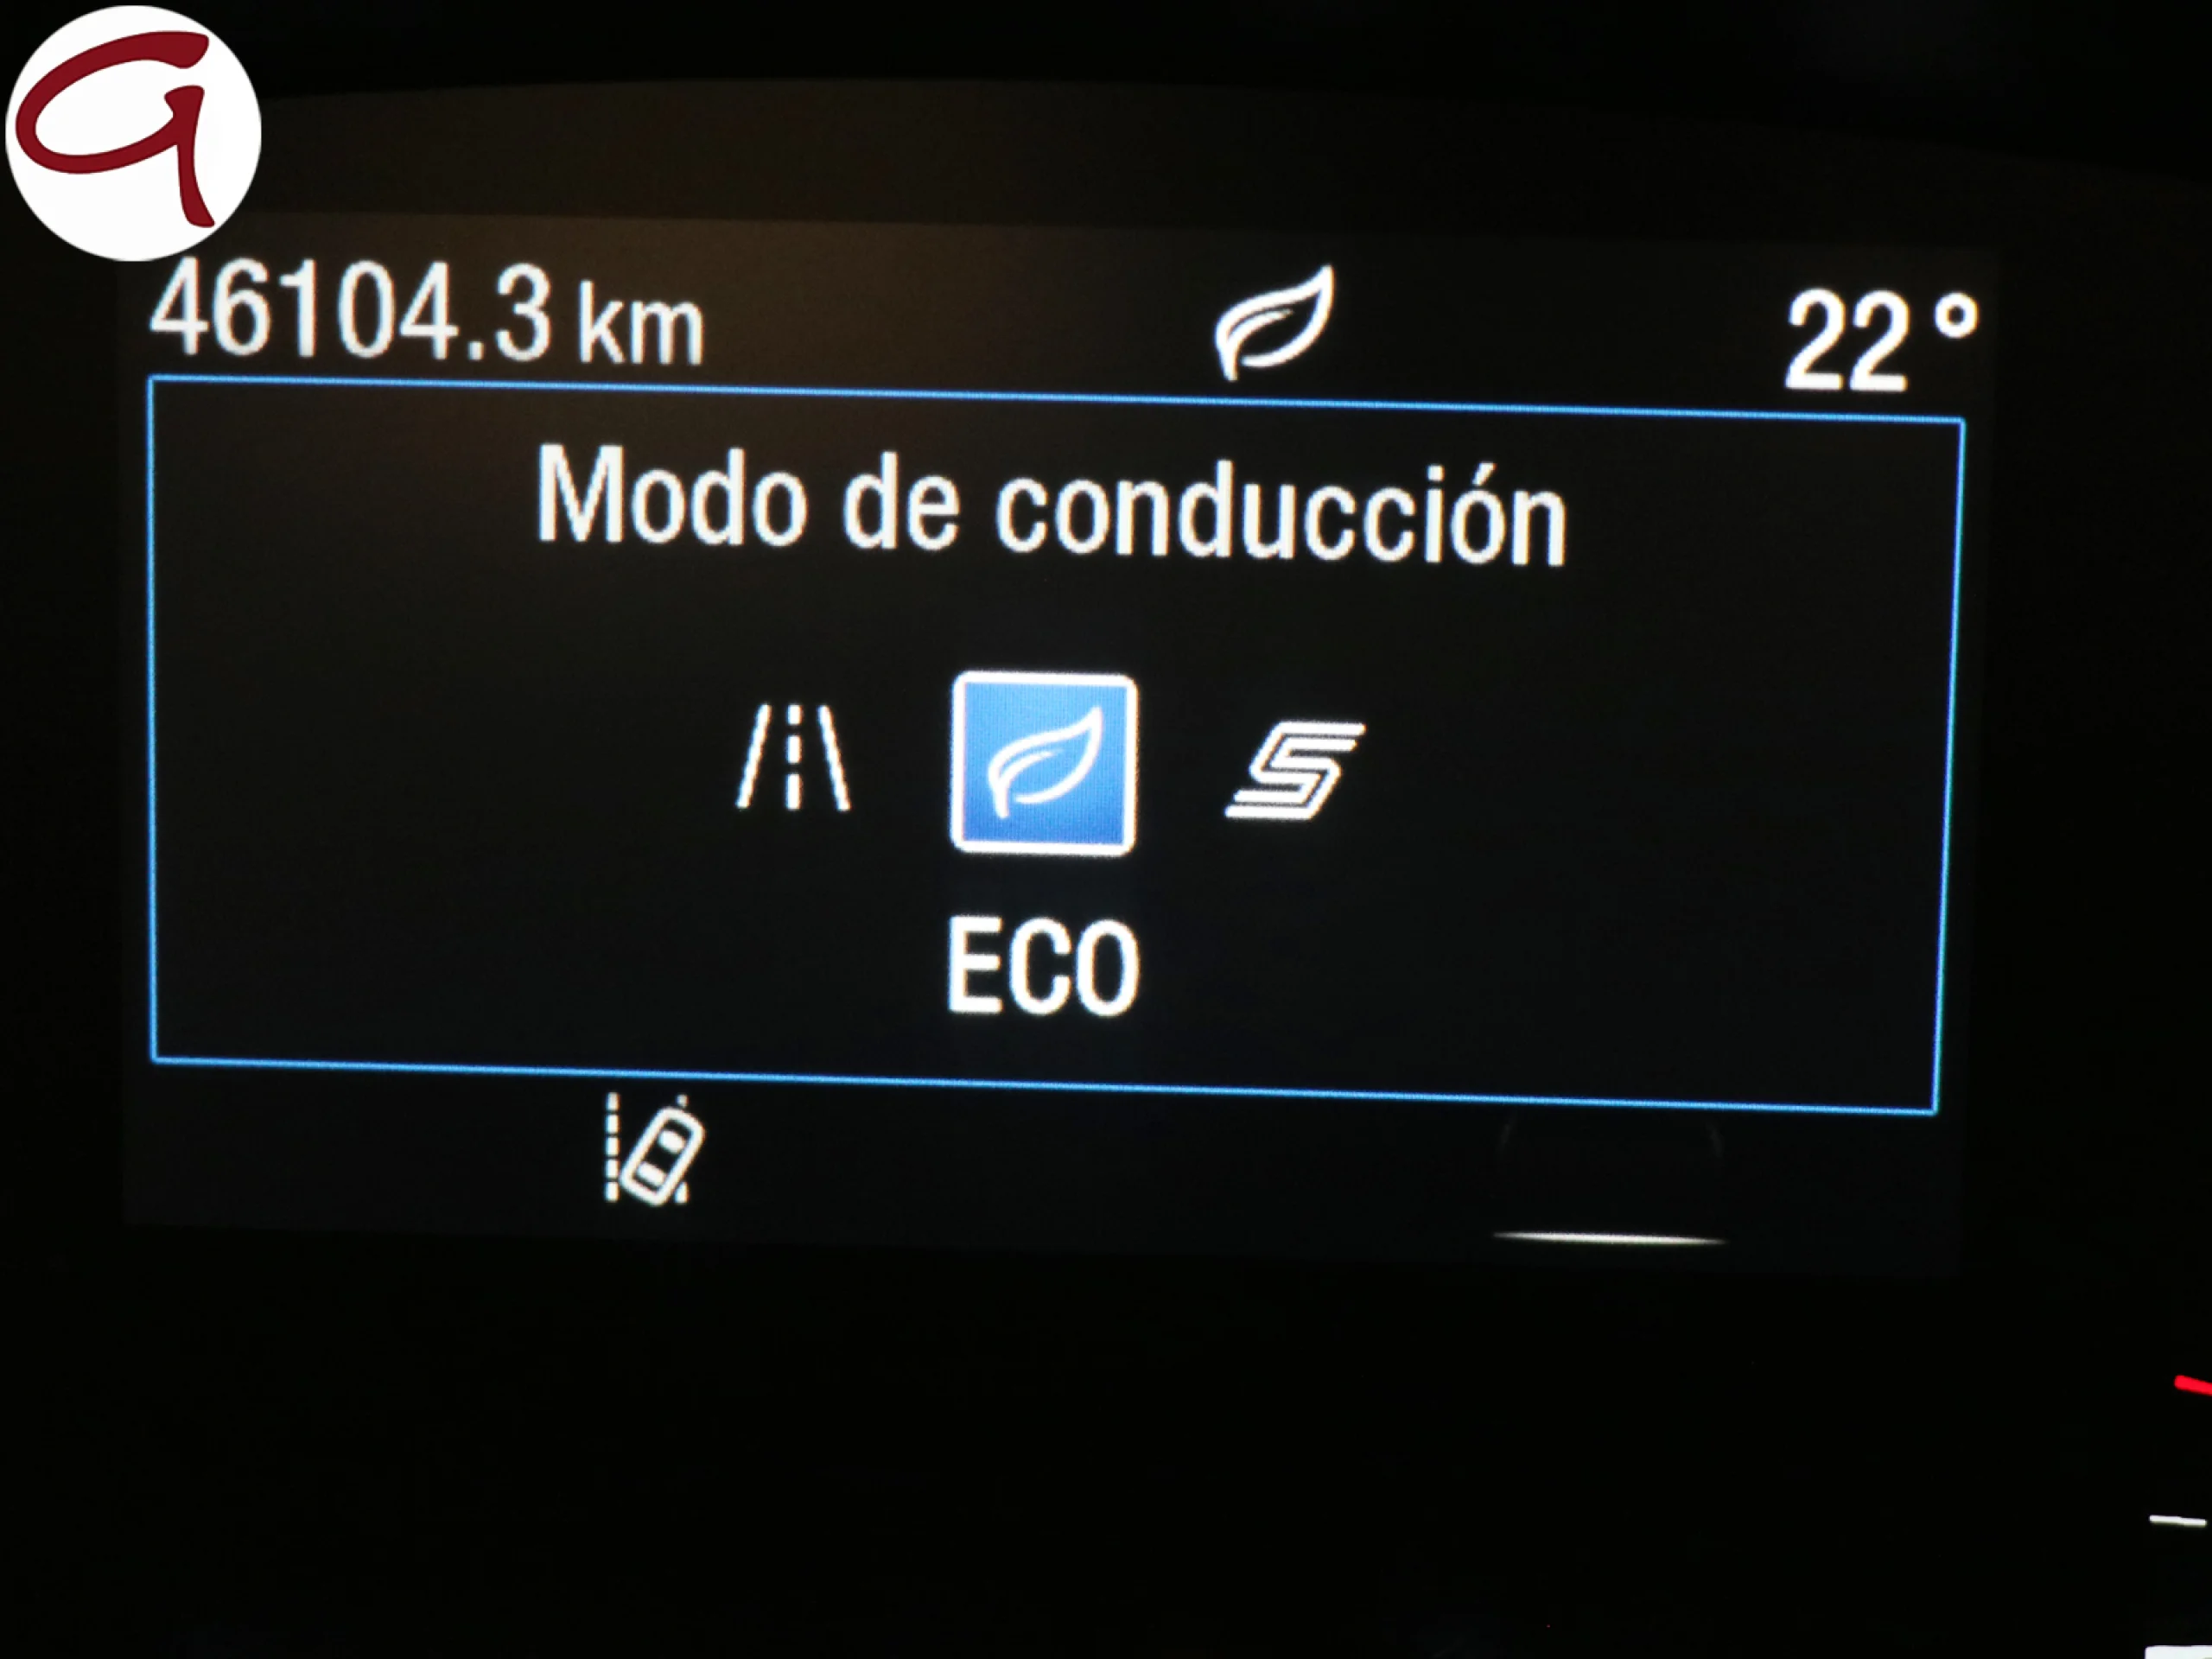 46104.3 km 22°
Modo de conducción
ECO